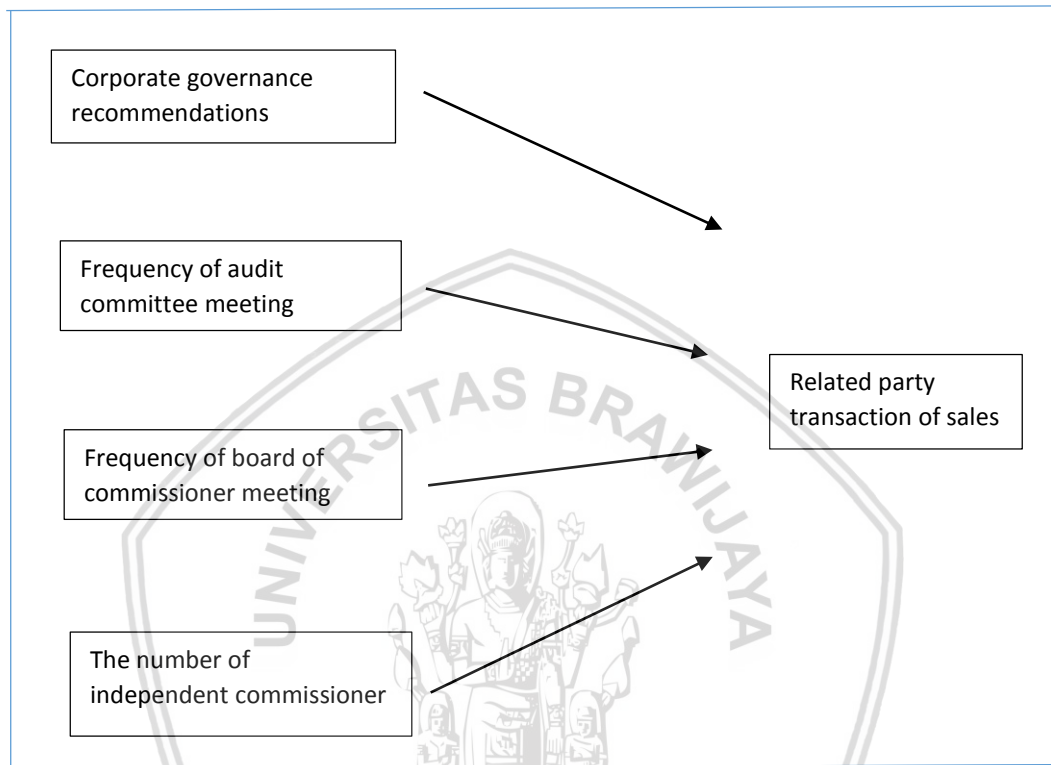 Corporate governance
recommendations
Frequency of audit
committee meeting
Related party
transaction of sales
Frequency of board of
commissioner meeting
The number of
independent commissioner
UNIVERSITAS BRAWIJAYA